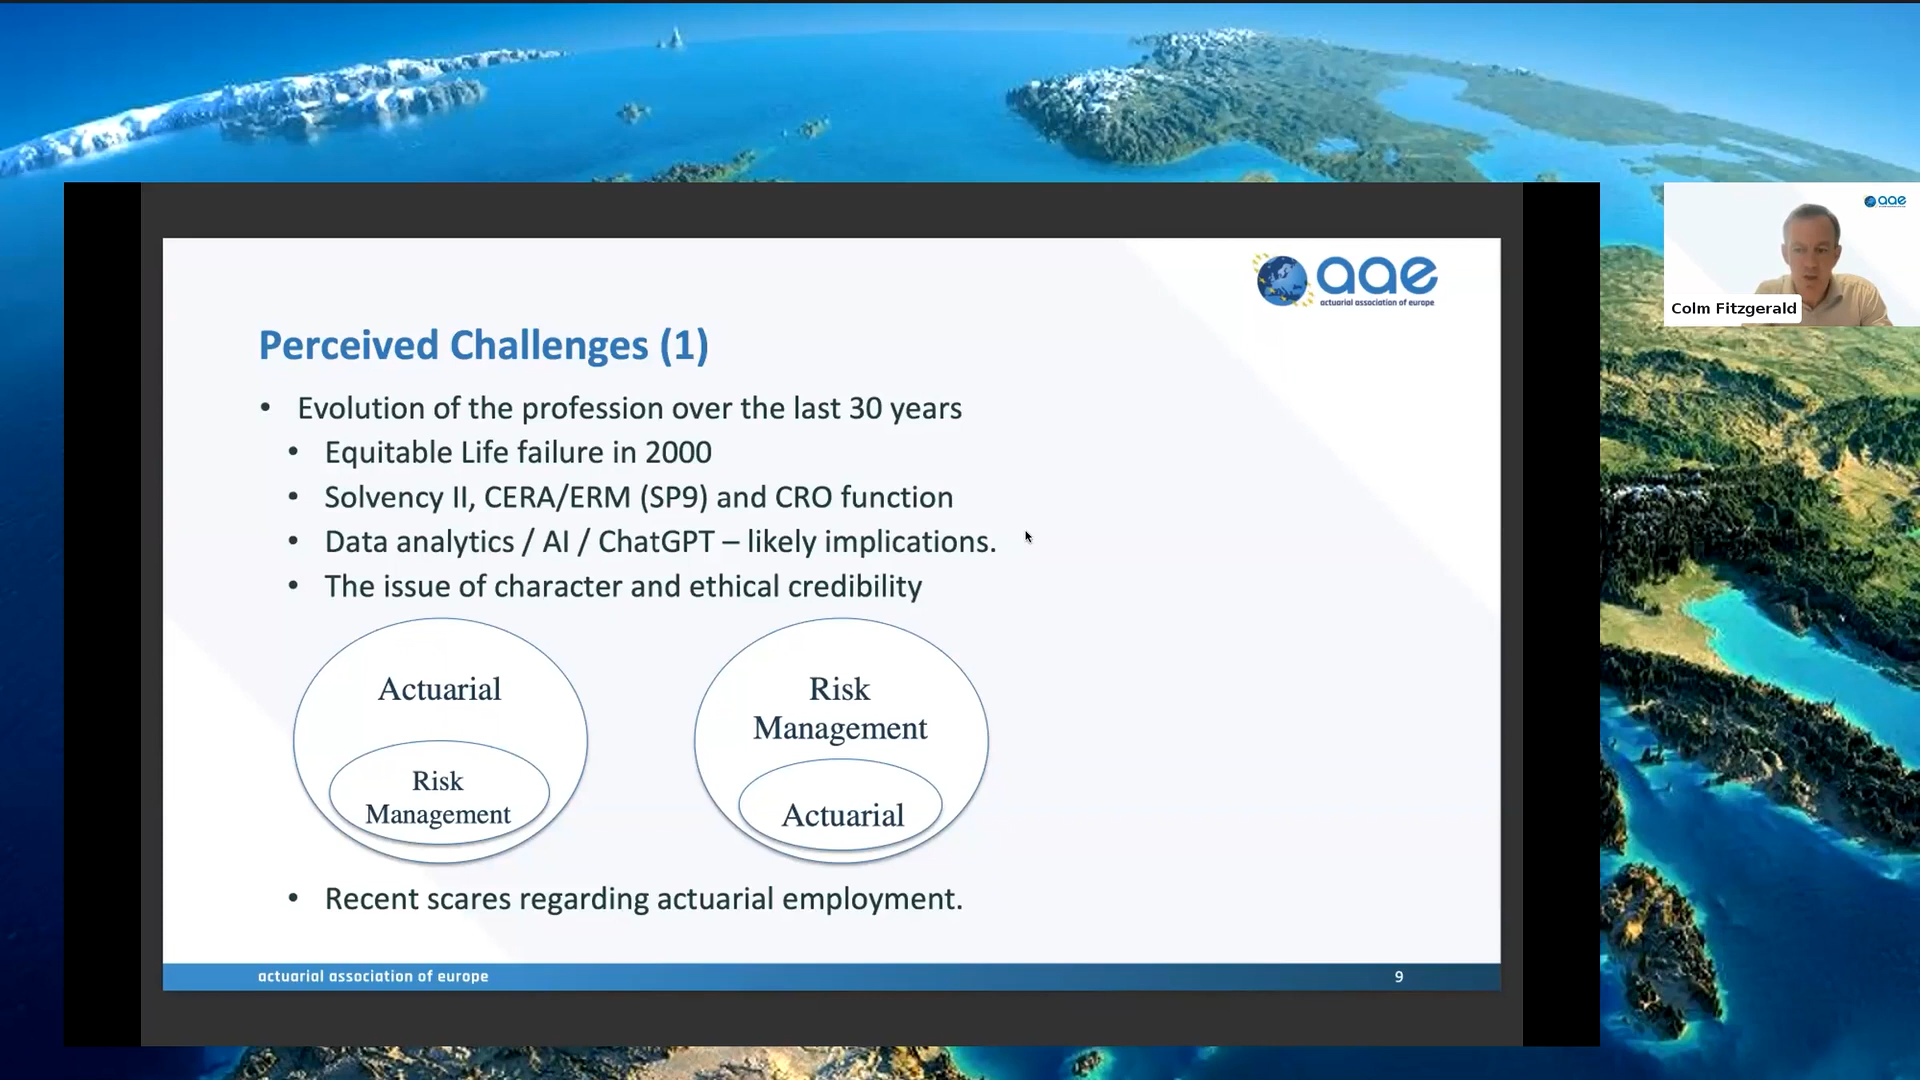 aae
actuarial association of europe
aae
Colm Fitzgerald
Perceived Challenges (1)
• Evolution of the profession over the last 30 years
• Equitable Life failure in 2000
• Solvency II, CERA/ERM (SP9) and CRO function
• Data analytics / AI / ChatGPT – likely implications.
• The issue of character and ethical credibility
Actuarial
Risk
Management
Risk
Management
Actuarial
• Recent scares regarding actuarial employment.
actuarial association of europe
9